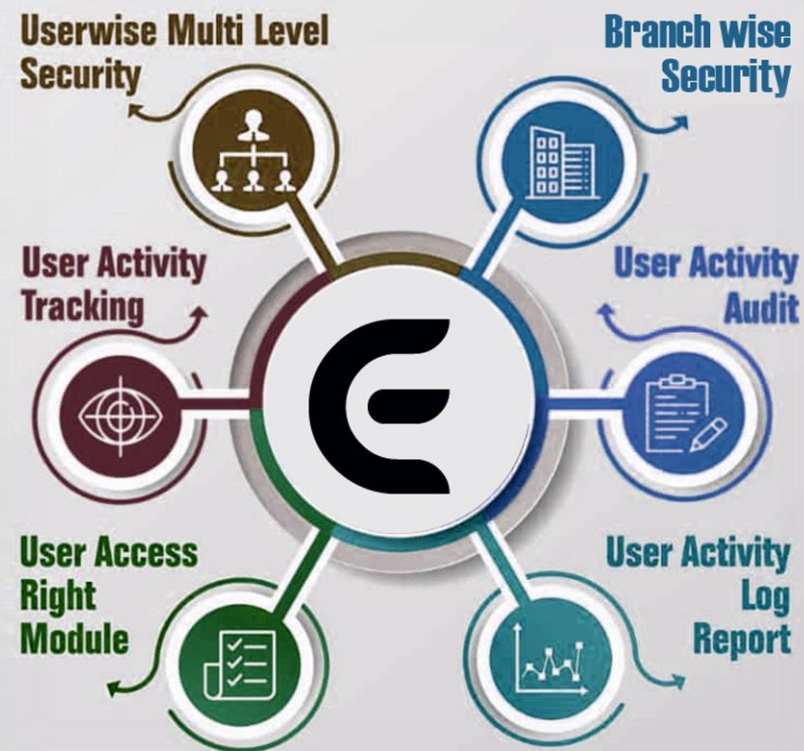 Userwise Multi Level
Security
Branch wise
Security
User Activity
Tracking
User Activity
Audit
User Access
Right
Module
User Activity
Log
Report